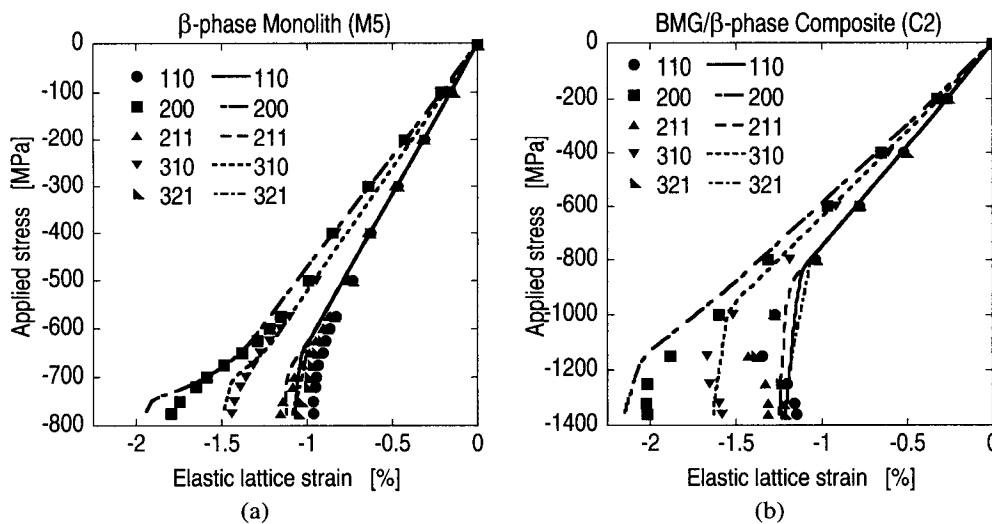 β-phase Monolith (M5)
0
-100
-200
-300
-400
-500
-600
-700
-800
Applied stress [MPa]
110 110
200 200
211 211
310 310
321 321
-2 -1.5 -1 -0.5 0
Elastic lattice strain [%]
(a)
BMG/β-phase Composite (C2)
0
-200
-400
-600
-800
-1000
-1200
-1400
Applied stress [MPa]
110 110
200 200
211 211
310 310
321 321
-2 -1.5 -1 -0.5 0
Elastic lattice strain [%]
(b)